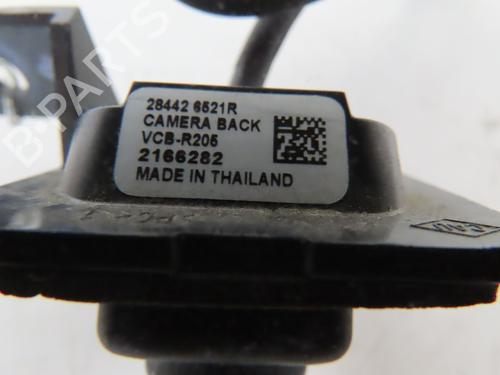 28442 6521R
CAMERA BACK
VCB-R205
2166282
MADE IN THAILAND
B-PARTS